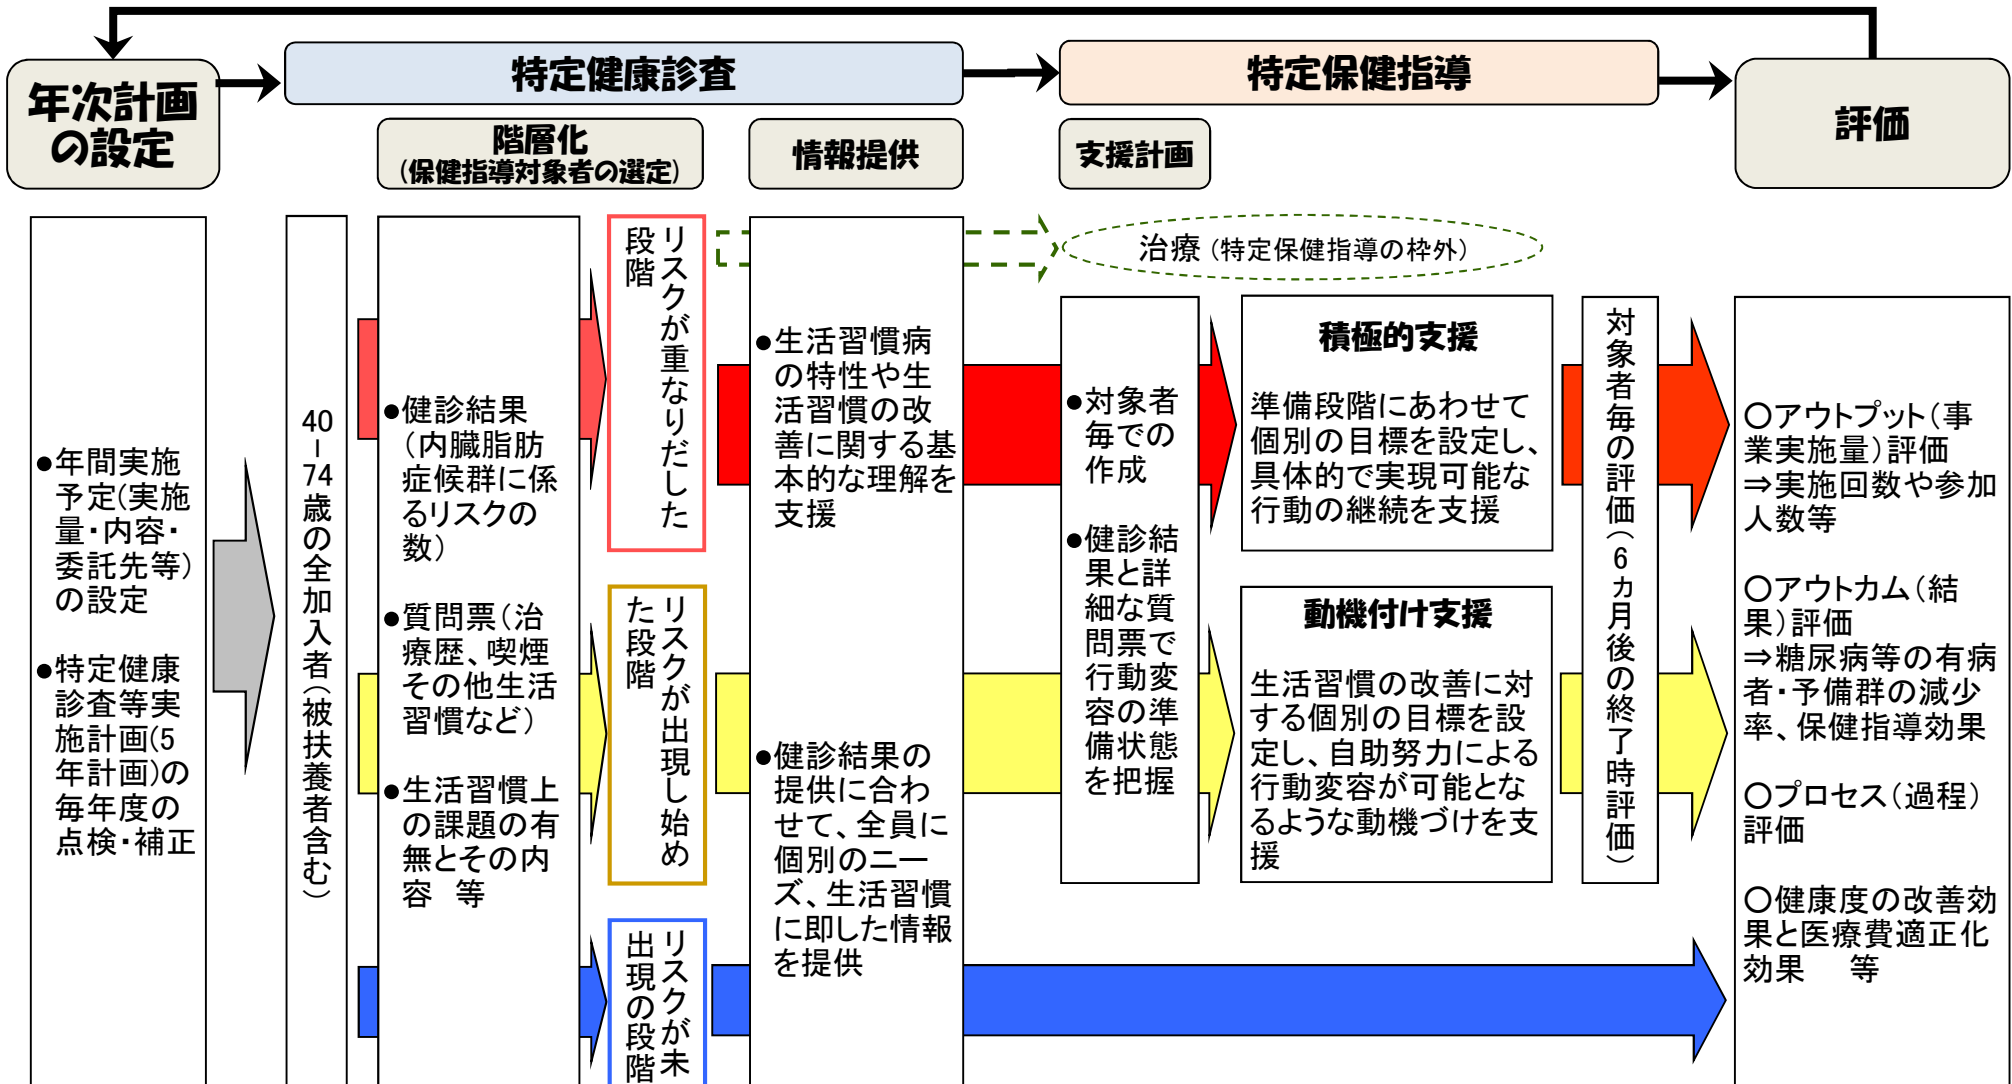 年次計画
の設定
特定健康診査
特定保健指導
評価
階層化
(保健指導対象者の選定)
情報提供
支援計画
●年間実施
予定(実施
量・内容・
委託先等)
の設定
●特定健康
診査等実
施計画(5
年計画)の
毎年度の
点検・補正
40-74歳の全加入者(被扶養者含む)
●健診結果
(内臓脂肪
症候群に係
るリスクの
数)
●質問票(治
療歴、喫煙
その他生活
習慣など)
●生活習慣上
の課題の有
無とその内
容 等
リスクが重なりだした
段階
リスクが出現し始め
た段階
リスクが未
出現の段階
●生活習慣病
の特性や生
活習慣の改
善に関する基
本的な理解を
支援
●健診結果の
提供に合わ
せて、全員に
個別のニー
ズ、生活習慣
に即した情報
を提供
治療(特定保健指導の枠外)
●対象者
毎での
作成
●健診結
果と詳
細な質
問票で
行動変
容の準
備状態
を把握
積極的支援
準備段階にあわせて
個別の目標を設定し、
具体的で実現可能な
行動の継続を支援
動機付け支援
生活習慣の改善に対
する個別の目標を設
定し、自助努力による
行動変容が可能とな
るような動機づけを支
援
対象者毎の評価(6ヵ月後の終了時評価)
○アウトプット(事
業実施量)評価
⇒実施回数や参加
人数等
○アウトカム(結
果)評価
⇒糖尿病等の有病
者・予備群の減少
率、保健指導効果
○プロセス(過程)
評価
○健康度の改善効
果と医療費適正化
効果 等